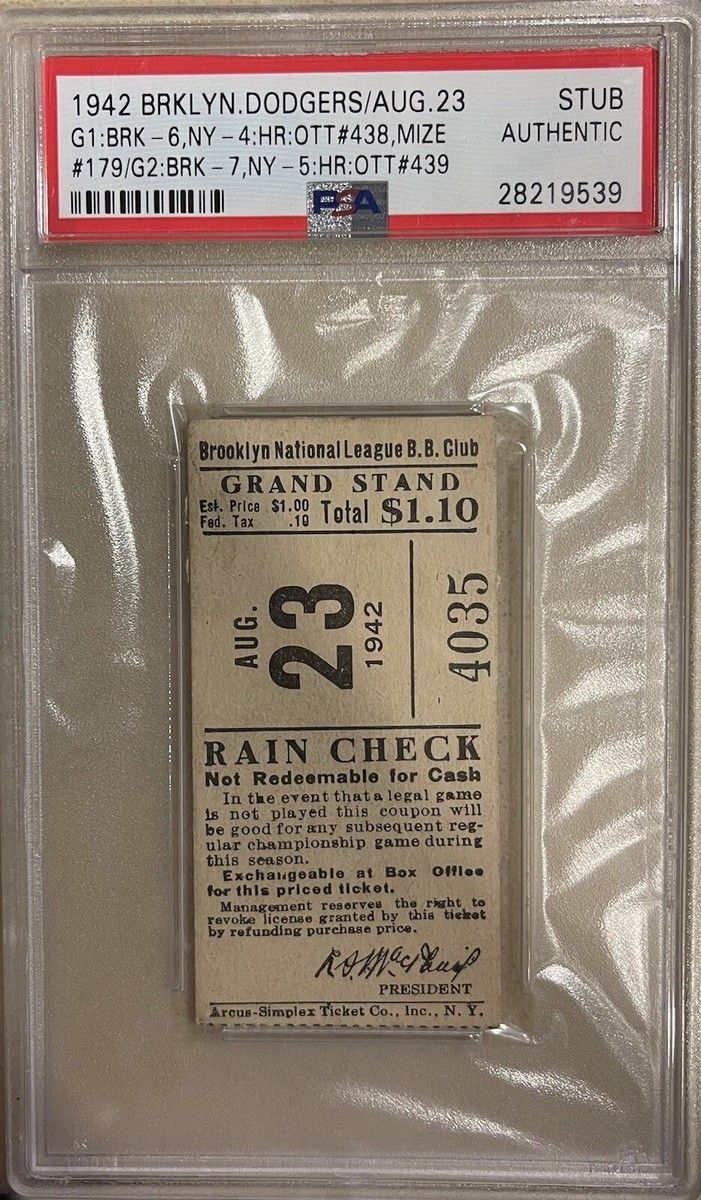 1942 BRKLYN.DODGERS/AUG.23 STUB
G1:BRK-6,NY-4:HR:OTT#438,MIZE AUTHENTIC
#179/G2:BRK-7,NY-5:HR:OTT#439
PSA 28219539
Brooklyn National League B.B. Club
GRAND STAND
Est. Price $1.00
Fed. Tax .10 Total $1.10
AUG.
23
1942
4035
RAIN CHECK
Not Redeemable for Cash
In the event that a legal game
is not played this coupon will
be good for any subsequent reg-
ular championship game during
this season.
Exchangeable at Box Office
for this priced ticket.
Management reserves the right to
revoke license granted by this ticket
by refunding purchase price.
PRESIDENT
Arcus-Simplex Ticket Co., Inc., N. Y.